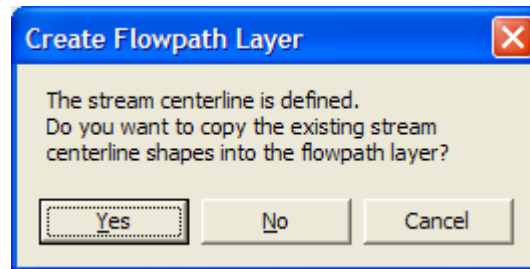 Create Flowpath Layer
The stream centerline is defined.
Do you want to copy the existing stream
centerline shapes into the flowpath layer?
Yes No Cancel